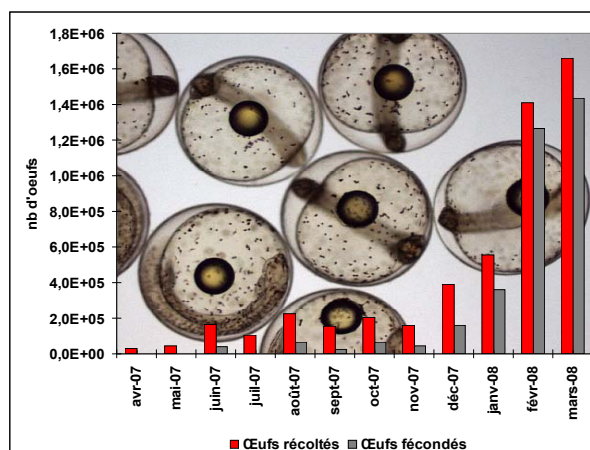 nb d'oeufs
1,8E+06
1,6E+06
1,4E+06
1,2E+06
1,0E+06
8,0E+05
6,0E+05
4,0E+05
2,0E+05
0,0E+00
avr-07
mai-07
juin-07
juil-07
août-07
sept-07
oct-07
nov-07
déc-07
janv-08
févr-08
mars-08
Œufs récoltés
Œufs fécondés